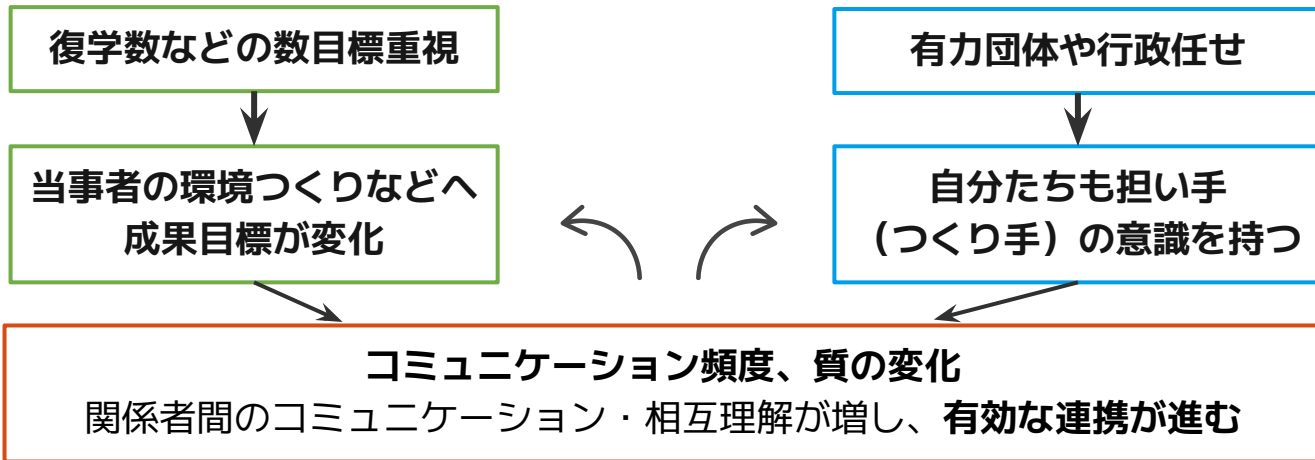 復学数などの数目標重視
有力団体や行政任せ
当事者の環境つくりなどへ
成果目標が変化
自分たちも担い手
（つくり手）の意識を持つ
コミュニケーション頻度、質の変化
関係者間のコミュニケーション・相互理解が増し、有効な連携が進む